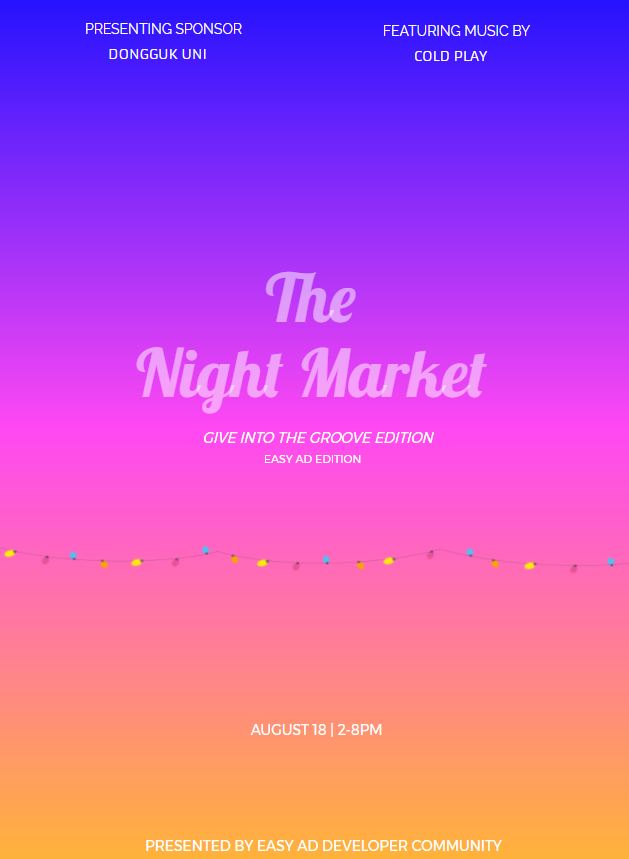 PRESENTING SPONSOR
DONGGUK UNI
FEATURING MUSIC BY
COLD PLAY
The
Night Market
GIVE INTO THE GROOVE EDITION
EASY AD EDITION
AUGUST 18 | 2-8PM
PRESENTED BY EASY AD DEVELOPER COMMUNITY